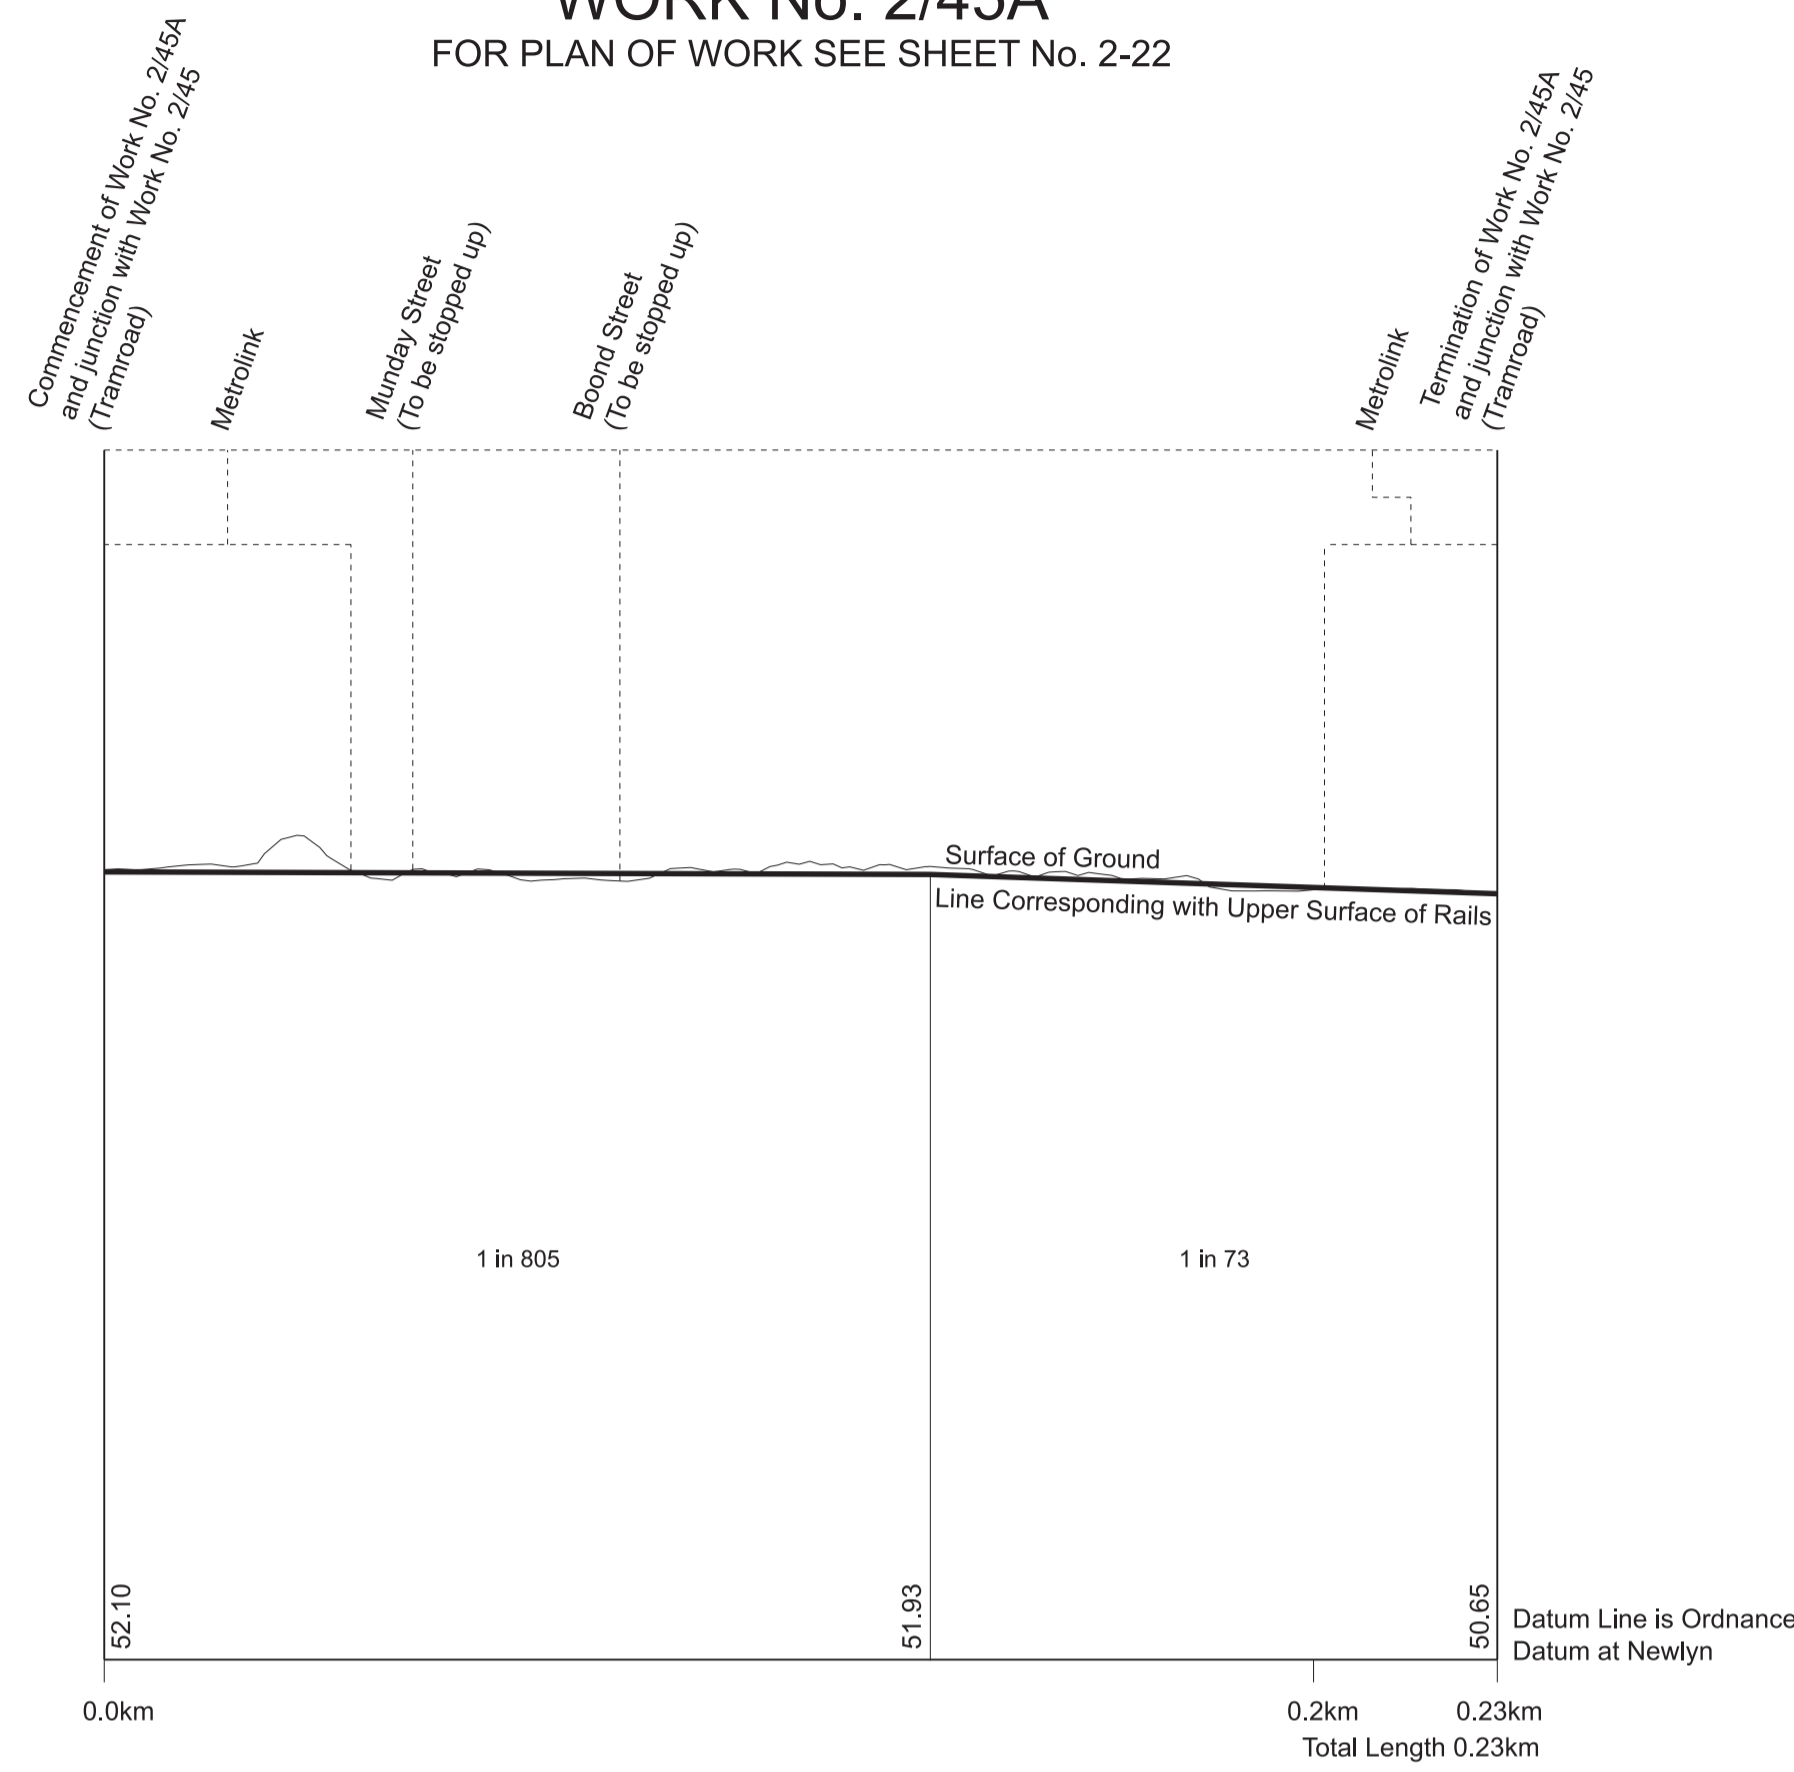 WORK No. 2/45A
FOR PLAN OF WORK SEE SHEET No. 2-22
Commencement of Work No. 2/45A
and junction with Work No. 2/45
(Tramroad)
Metrolink
Munday Street
(To be stopped up)
Boond Street
(To be stopped up)
Metrolink
Termination of Work No. 2/45A
and junction with Work No. 2/45
(Tramroad)
Surface of Ground
Line Corresponding with Upper Surface of Rails
1 in 805
1 in 73
52.10
51.93
50.65
Datum Line is Ordnance
Datum at Newlyn
0.0km
0.2km
0.23km
Total Length 0.23km